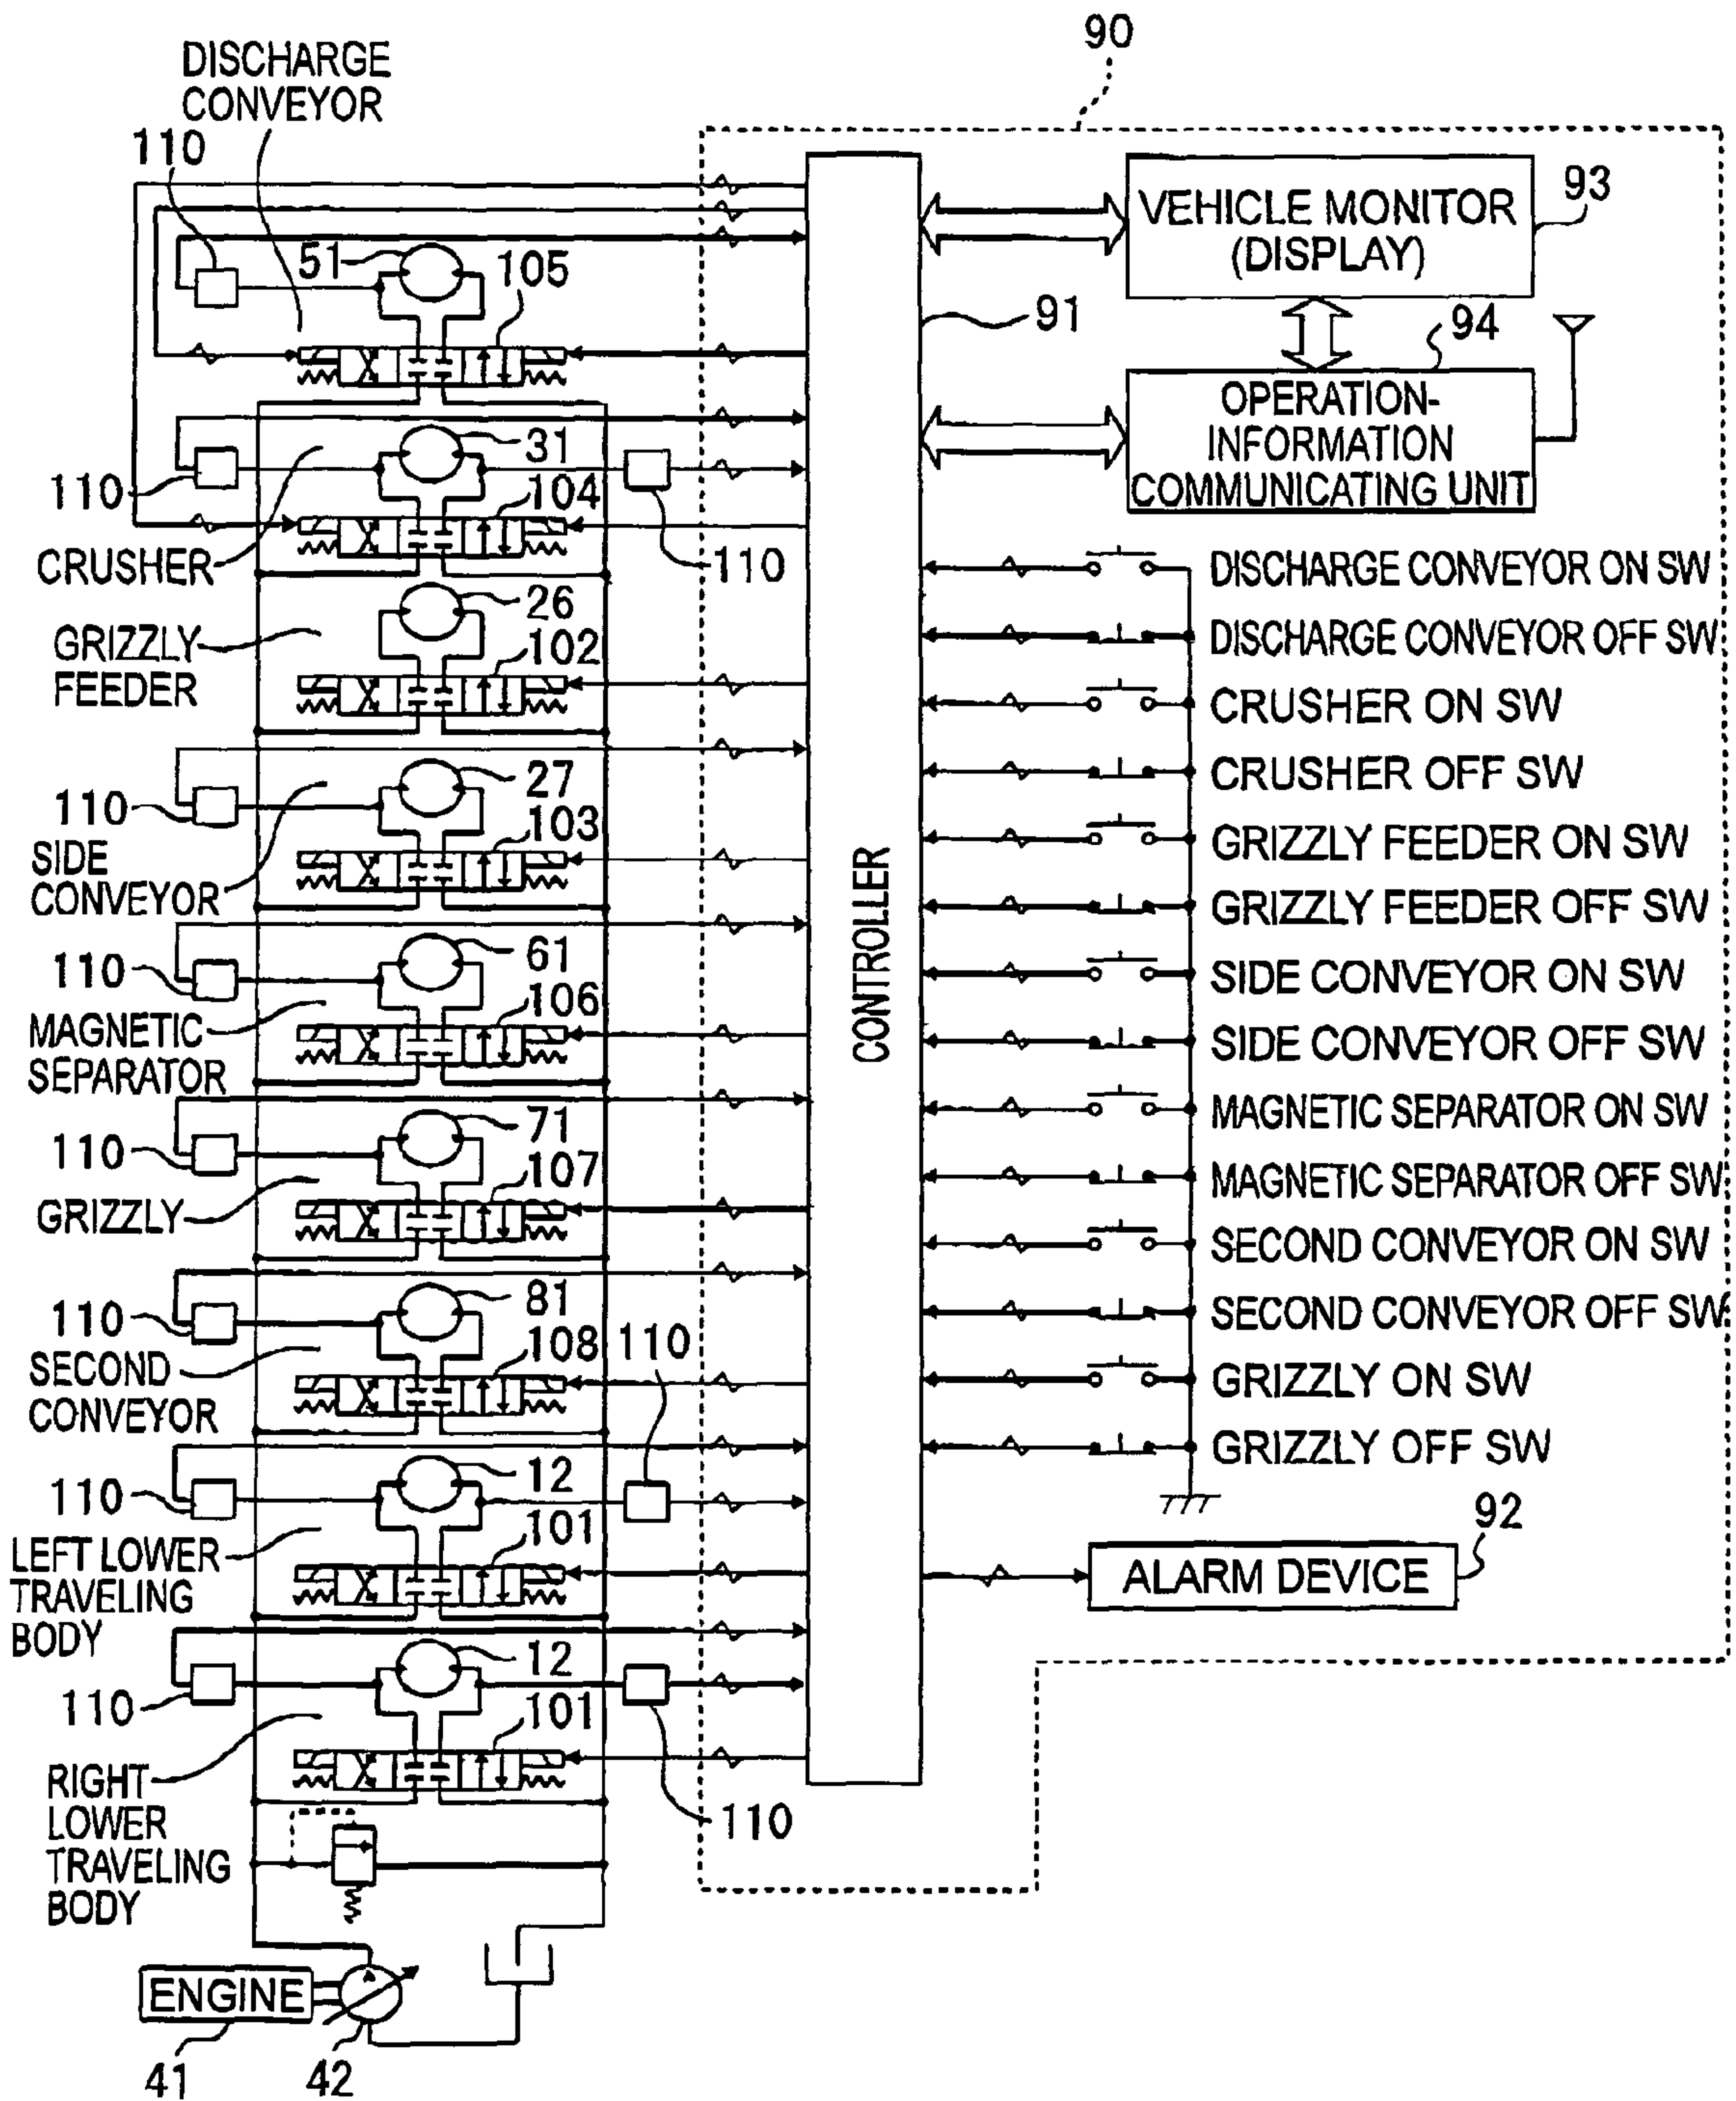 90
DISCHARGE
CONVEYOR
110
VEHICLE MONITOR
(DISPLAY)
93
51
105
91
94
OPERATION-
INFORMATION
COMMUNICATING UNIT
31
110
104
CRUSHER
110
DISCHARGE CONVEYOR ON SW
26
GRIZZLY
FEEDER
102
DISCHARGE CONVEYOR OFF SW
CRUSHER ON SW
27
110
CRUSHER OFF SW
103
SIDE
CONVEYOR
GRIZZLY FEEDER ON SW
CONTROLLER
GRIZZLY FEEDER OFF SW
61
110
SIDE CONVEYOR ON SW
106
MAGNETIC
SEPARATOR
SIDE CONVEYOR OFF SW
71
110
MAGNETIC SEPARATOR ON SW
107
GRIZZLY
MAGNETIC SEPARATOR OFF SW
SECOND CONVEYOR ON SW
81
110
SECOND CONVEYOR OFF SW
108
110
SECOND
CONVEYOR
GRIZZLY ON SW
12
110
GRIZZLY OFF SW
101
LEFT LOWER
TRAVELING
BODY
92
ALARM DEVICE
12
110
101
RIGHT
LOWER
TRAVELING
BODY
110
ENGINE
41
42